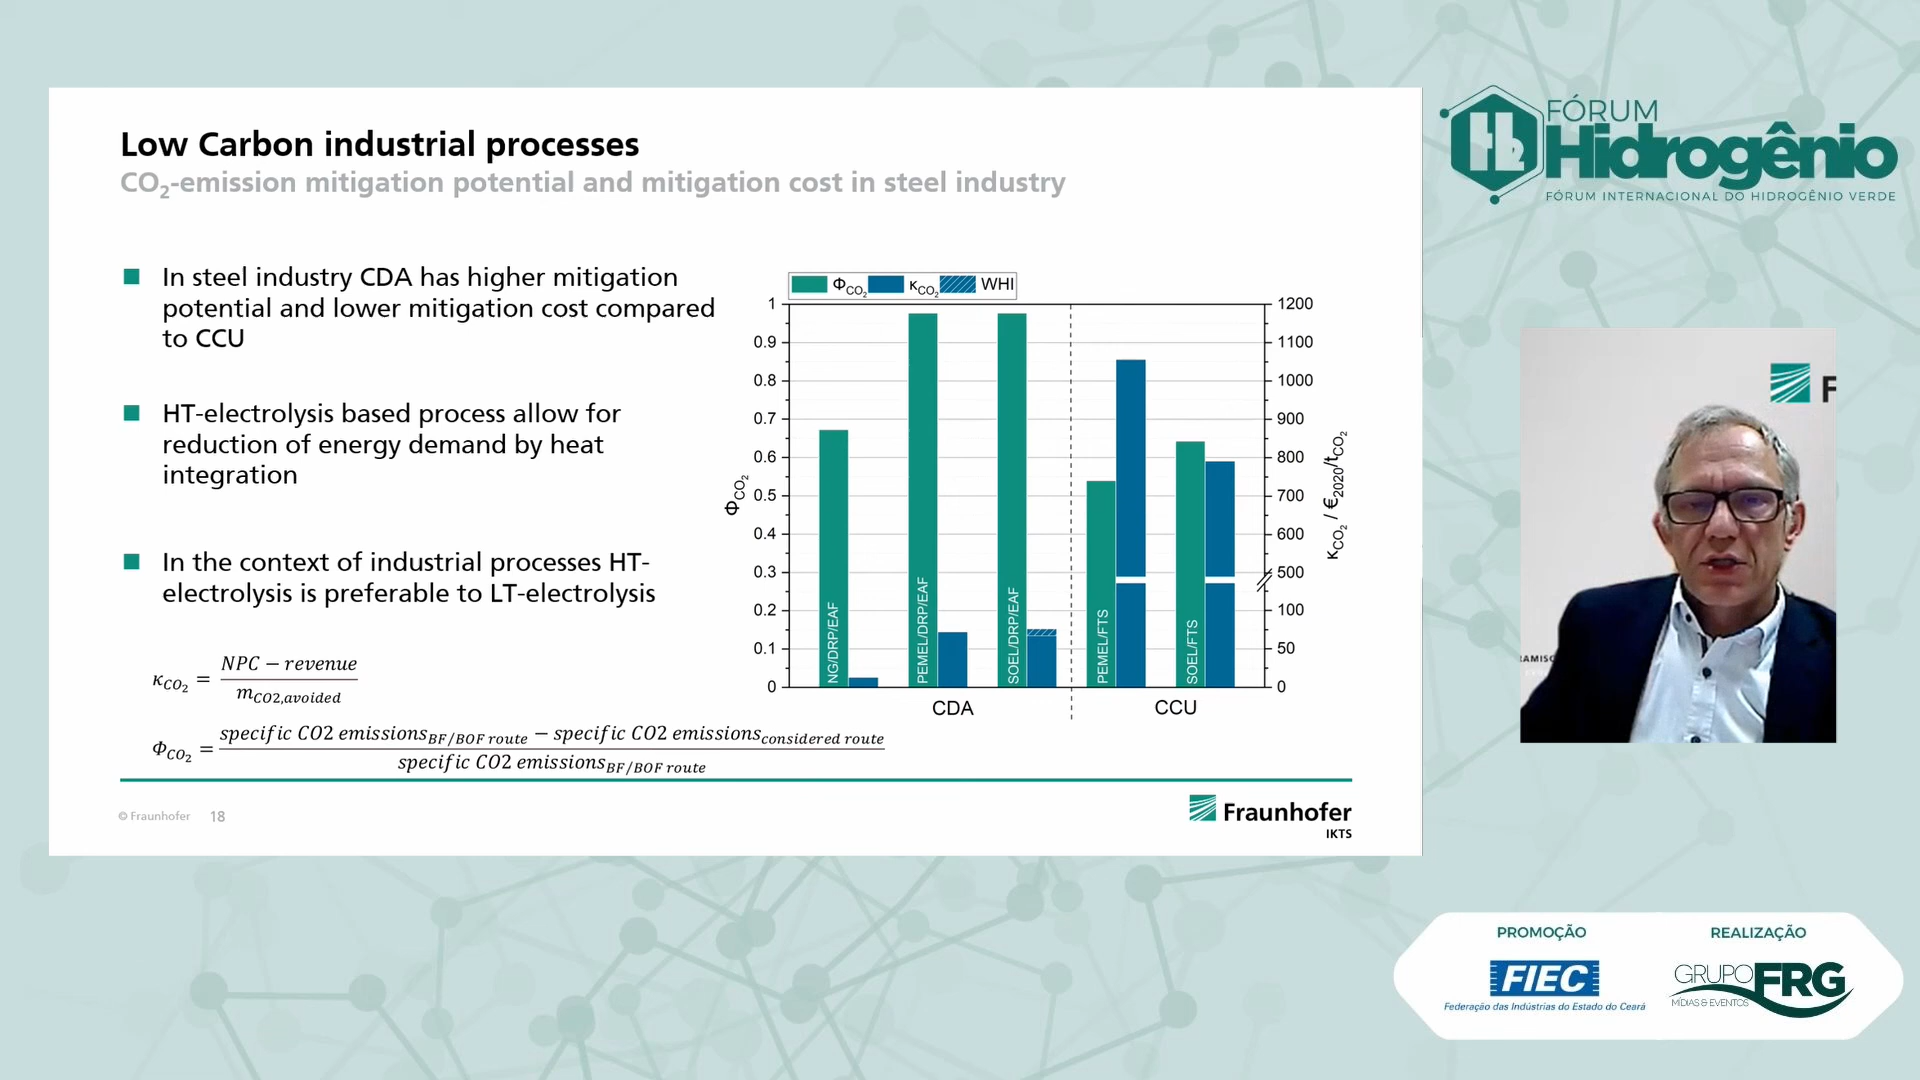 Low Carbon industrial processes
CO₂-emission mitigation potential and mitigation cost in steel industry
In steel industry CDA has higher mitigation
potential and lower mitigation cost compared
to CCU
HT-electrolysis based process allow for
reduction of energy demand by heat
integration
In the context of industrial processes HT-
electrolysis is preferable to LT-electrolysis
κCO₂ = NPC − revenue / mCO2,avoided
ΦCO₂ = specific CO2 emissionsBF/BOF route − specific CO2 emissionsconsidered route / specific CO2 emissionsBF/BOF route
ΦCO₂ κCO₂ WHI
1
0.9
0.8
0.7
0.6
0.5
0.4
0.3
0.2
0.1
0
ΦCO₂
1200
1100
1000
900
800
700
600
500
100
50
0
κCO₂ / €2020/tCO₂
NG/DRP/EAF
PEMEL/DRP/EAF
SOEL/DRP/EAF
PEMEL/FTS
SOEL/FTS
CDA
CCU
© Fraunhofer 18
Fraunhofer
IKTS
H2
FÓRUM
Hidrogênio
FÓRUM INTERNACIONAL DO HIDROGÊNIO VERDE
F
PROMOÇÃO
FIEC
Federação das Indústrias do Estado do Ceará
REALIZAÇÃO
GRUPO FRG
MÍDIAS & EVENTOS